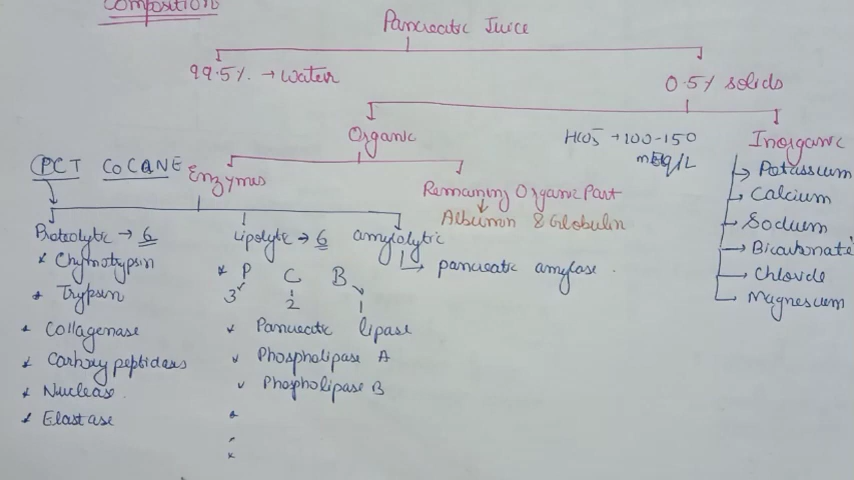 Composition
Pancreatic Juice
99.5% → water
0.5% solids
Organic
HCO3⁻ → 100-150
mEq/L
Inorganic
PCT CoCANE
Enzymes
Remaining Organic Part
Albumin & Globulin
→ Potassium
→ Calcium
→ Sodium
→ Bicarbonate
→ Chloride
Magnesium
Proteolytic → 6
* Chymotrypsin
* Trypsin
* Collagenase
* Carboxypeptidases
* Nuclease
* Elastase
Lipolytic → 6
* P C B
3 2 1
* Pancreatic lipase
Phospholipase A
Phospholipase B
*
*
*
amylolytic
→ pancreatic amylase.